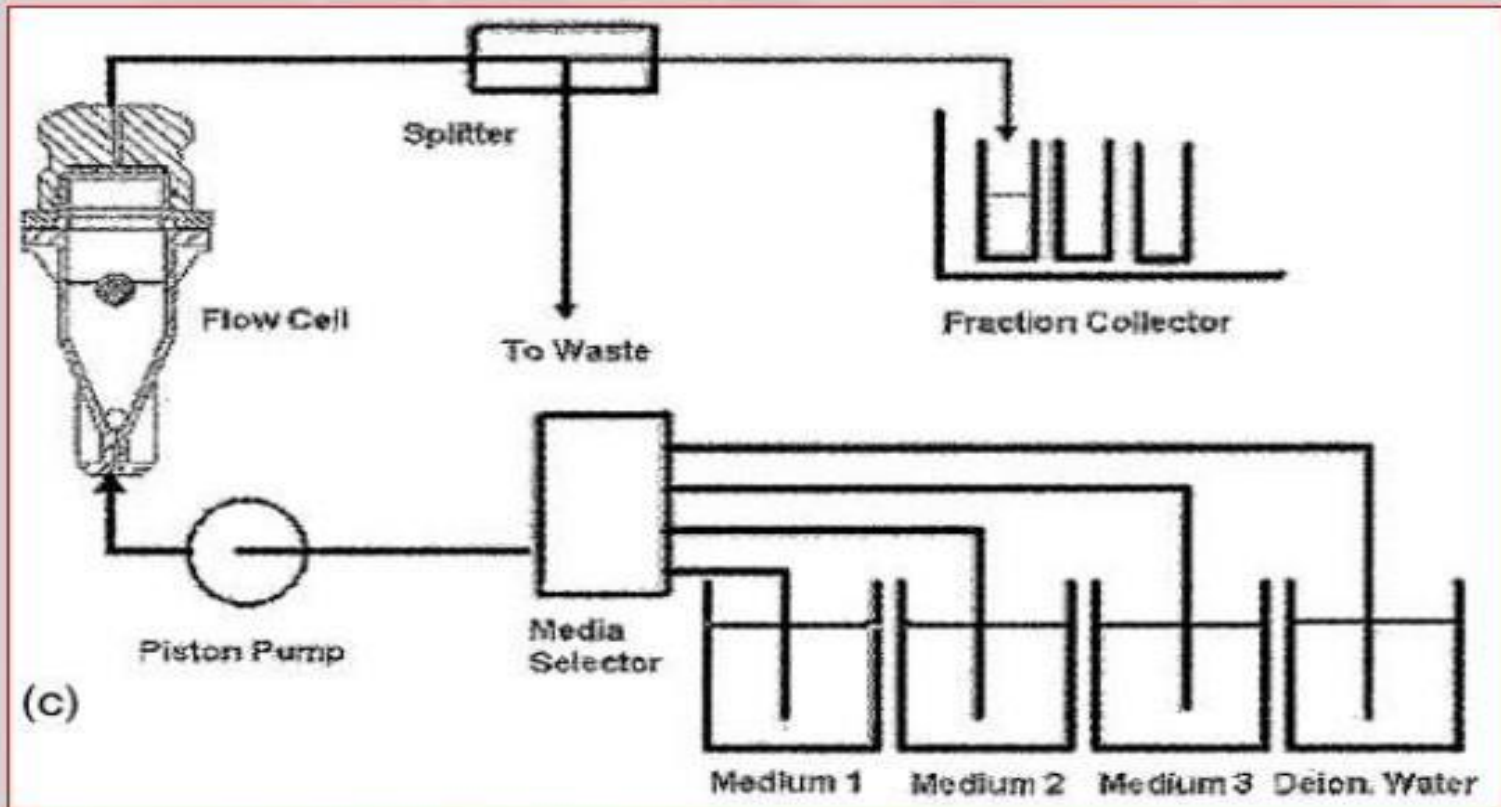 Splitter
Flow Cell
To Waste
Fraction Collector
Piston Pump
Media
Selector
(c)
Medium 1
Medium 2
Medium 3
Deion. Water